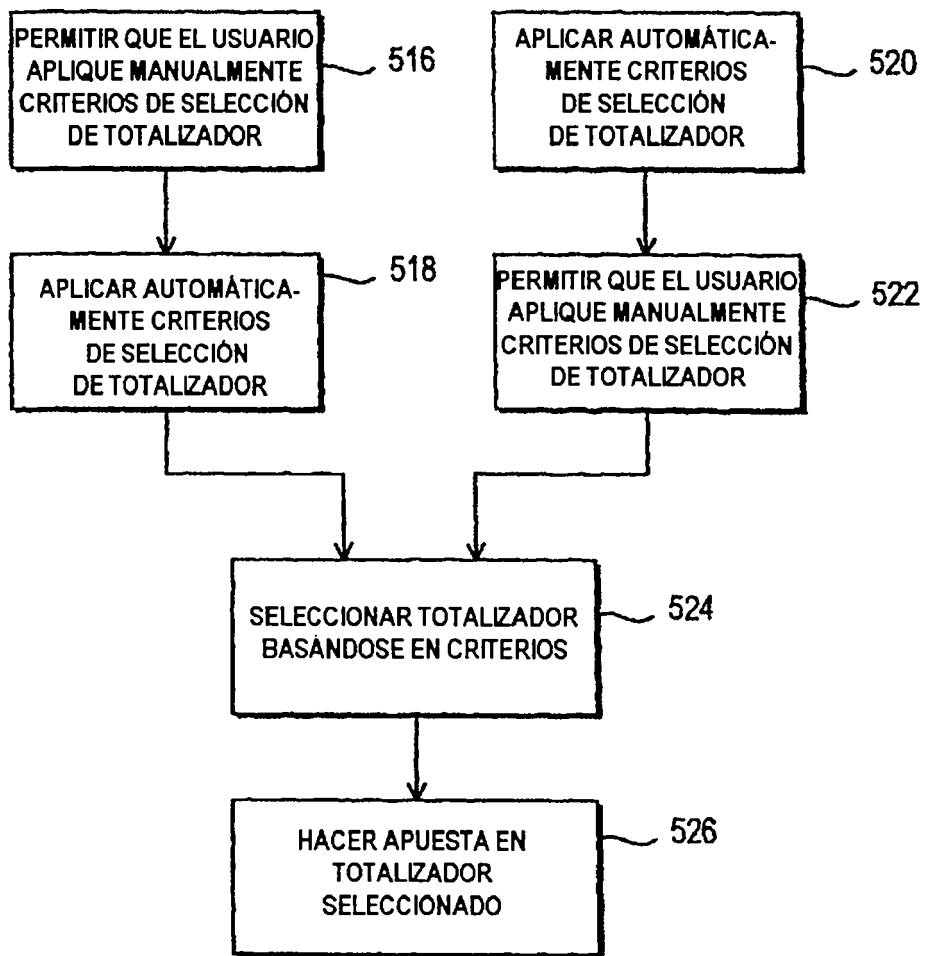 PERMITIR QUE EL USUARIO
APLIQUE MANUALMENTE
CRITERIOS DE SELECCIÓN
DE TOTALIZADOR
516
APLICAR AUTOMÁTICA-
MENTE CRITERIOS
DE SELECCIÓN
DE TOTALIZADOR
520
APLICAR AUTOMÁTICA-
MENTE CRITERIOS
DE SELECCIÓN
DE TOTALIZADOR
518
PERMITIR QUE EL USUARIO
APLIQUE MANUALMENTE
CRITERIOS DE SELECCIÓN
DE TOTALIZADOR
522
SELECCIONAR TOTALIZADOR
BASÁNDOSE EN CRITERIOS
524
HACER APUESTA EN
TOTALIZADOR
SELECCIONADO
526